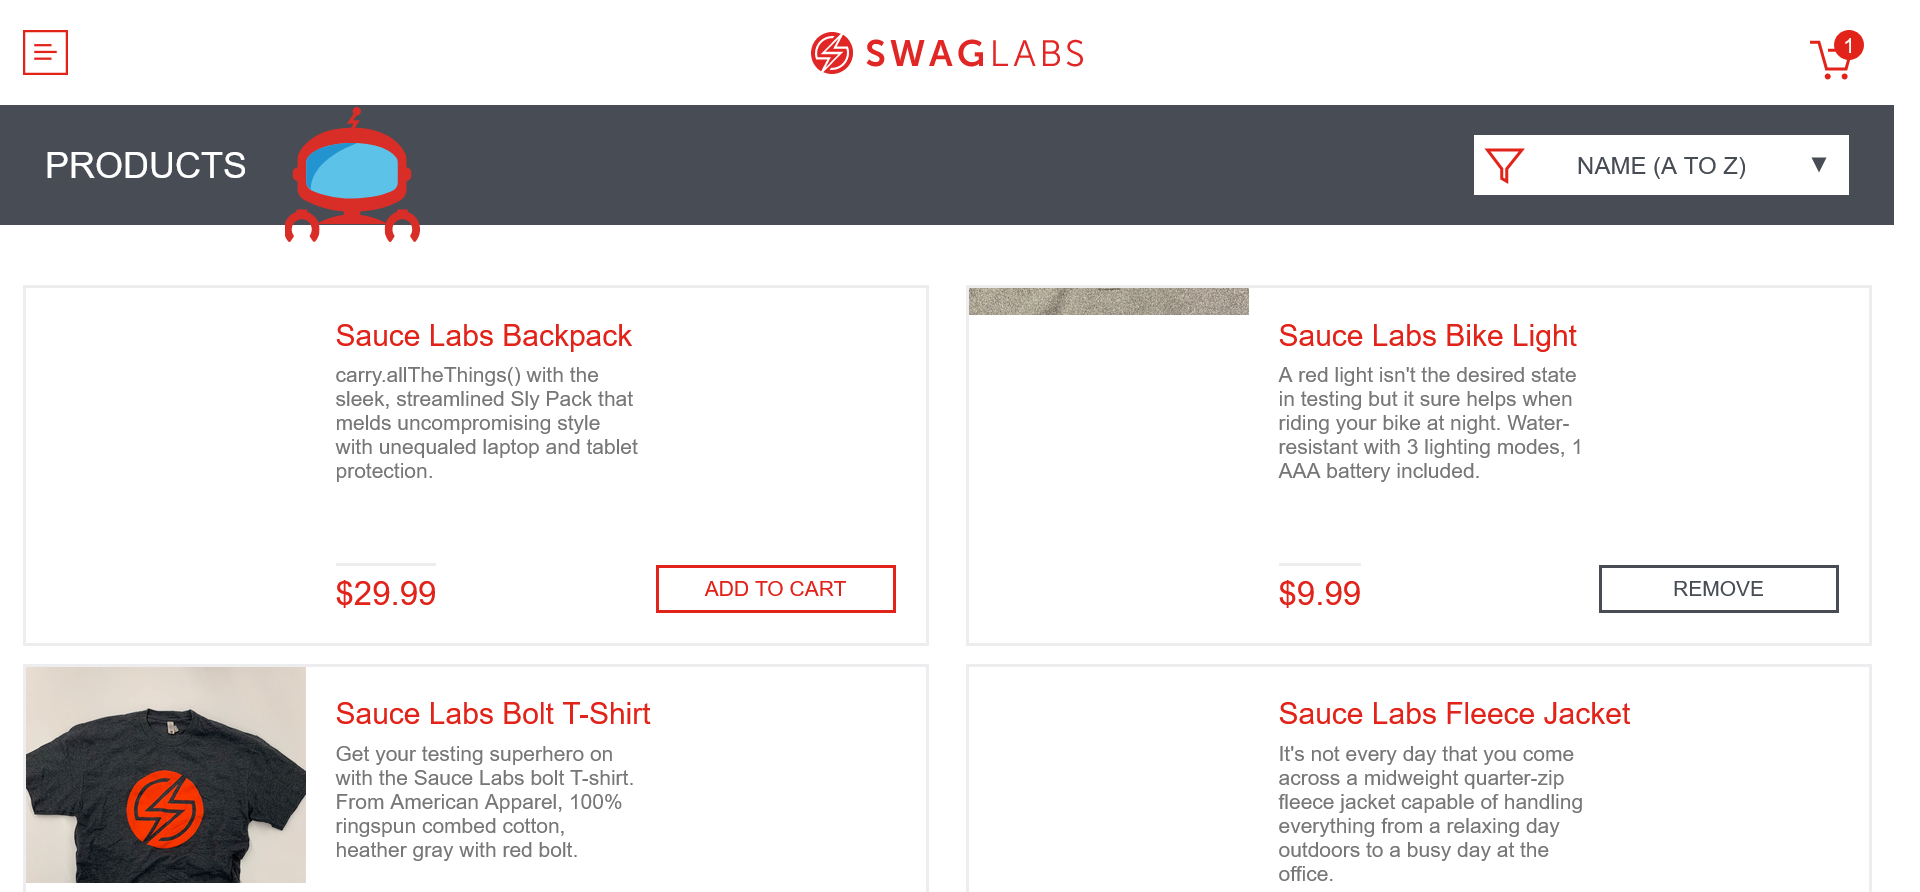 SWAGLABS
1
PRODUCTS
NAME (A TO Z)
Sauce Labs Backpack
carry.allTheThings() with the
sleek, streamlined Sly Pack that
melds uncompromising style
with unequaled laptop and tablet
protection.
$29.99
ADD TO CART
Sauce Labs Bike Light
A red light isn't the desired state
in testing but it sure helps when
riding your bike at night. Water-
resistant with 3 lighting modes, 1
AAA battery included.
$9.99
REMOVE
Sauce Labs Bolt T-Shirt
Get your testing superhero on
with the Sauce Labs bolt T-shirt.
From American Apparel, 100%
ringspun combed cotton,
heather gray with red bolt.
Sauce Labs Fleece Jacket
It's not every day that you come
across a midweight quarter-zip
fleece jacket capable of handling
everything from a relaxing day
outdoors to a busy day at the
office.